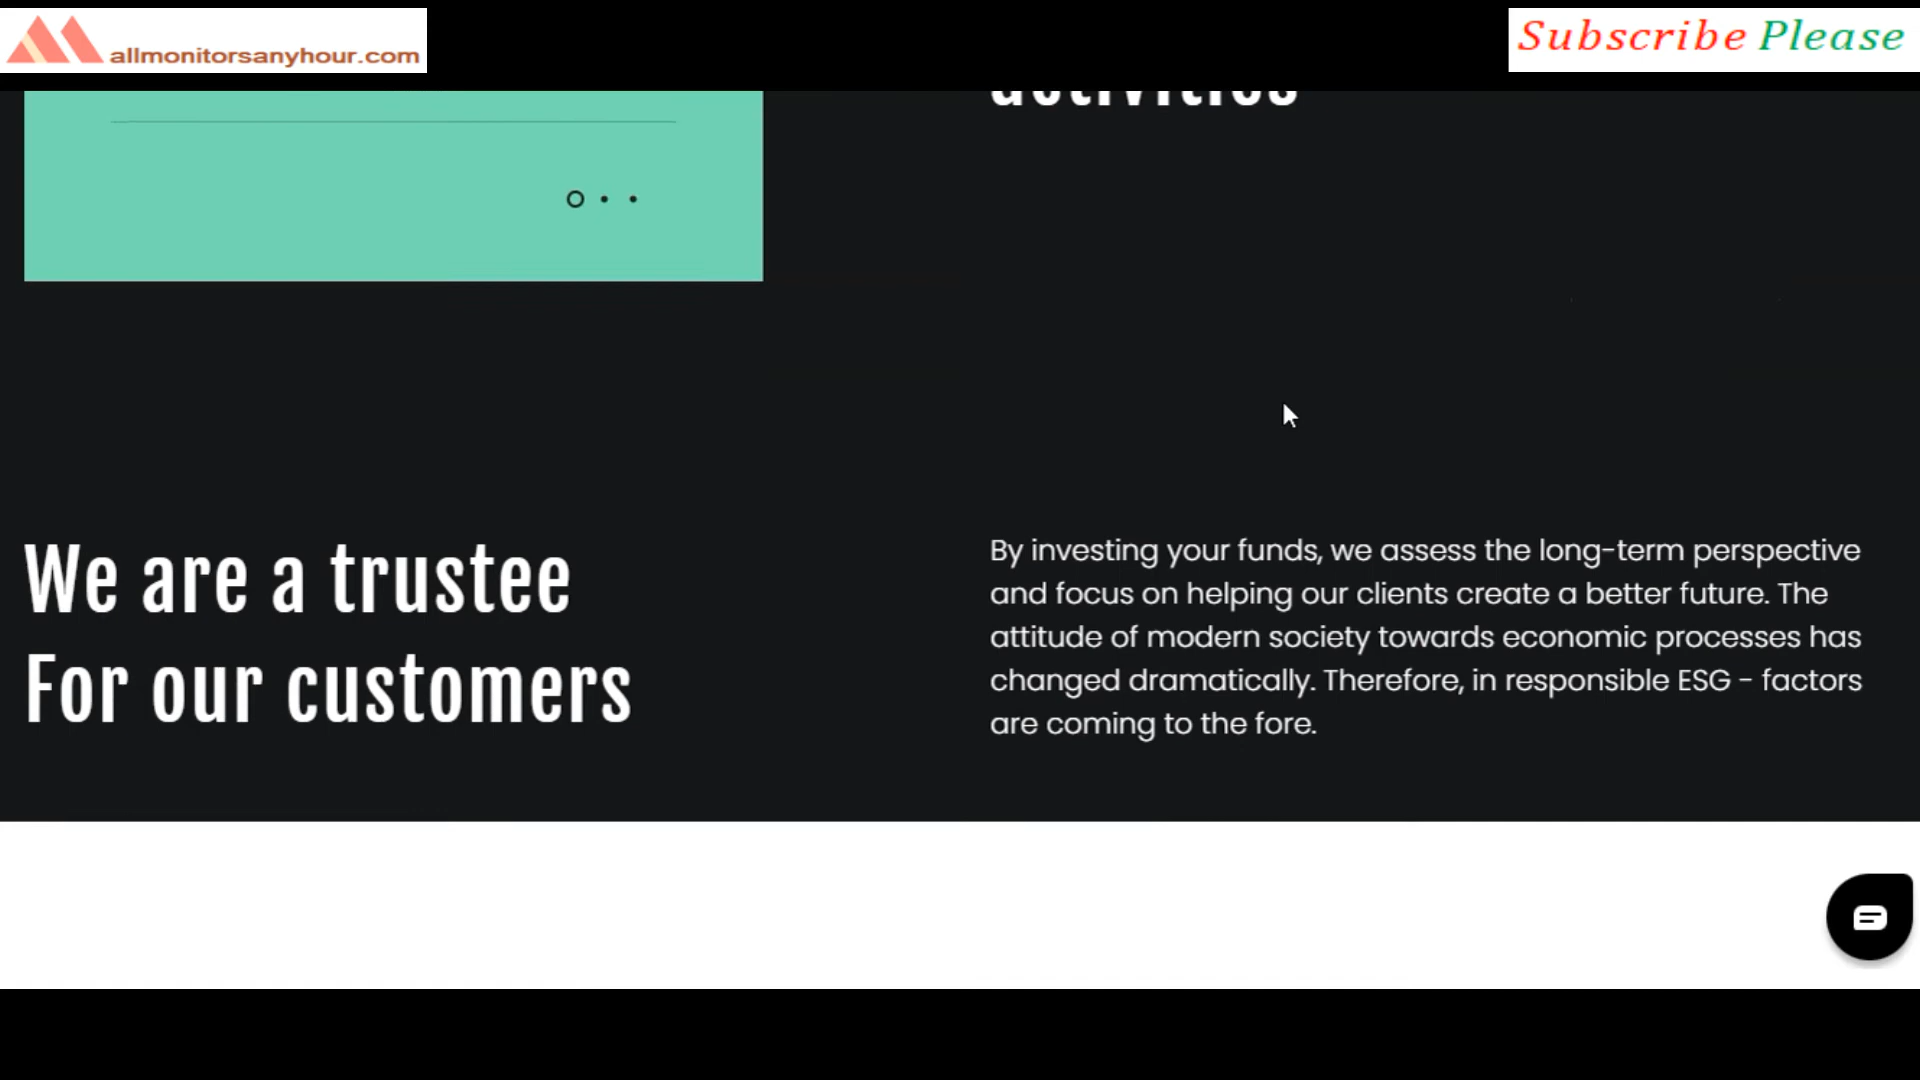 allmonitorsanyhour.com
Subscribe Please
activities
We are a trustee
For our customers
By investing your funds, we assess the long-term perspective
and focus on helping our clients create a better future. The
attitude of modern society towards economic processes has
changed dramatically. Therefore, in responsible ESG - factors
are coming to the fore.